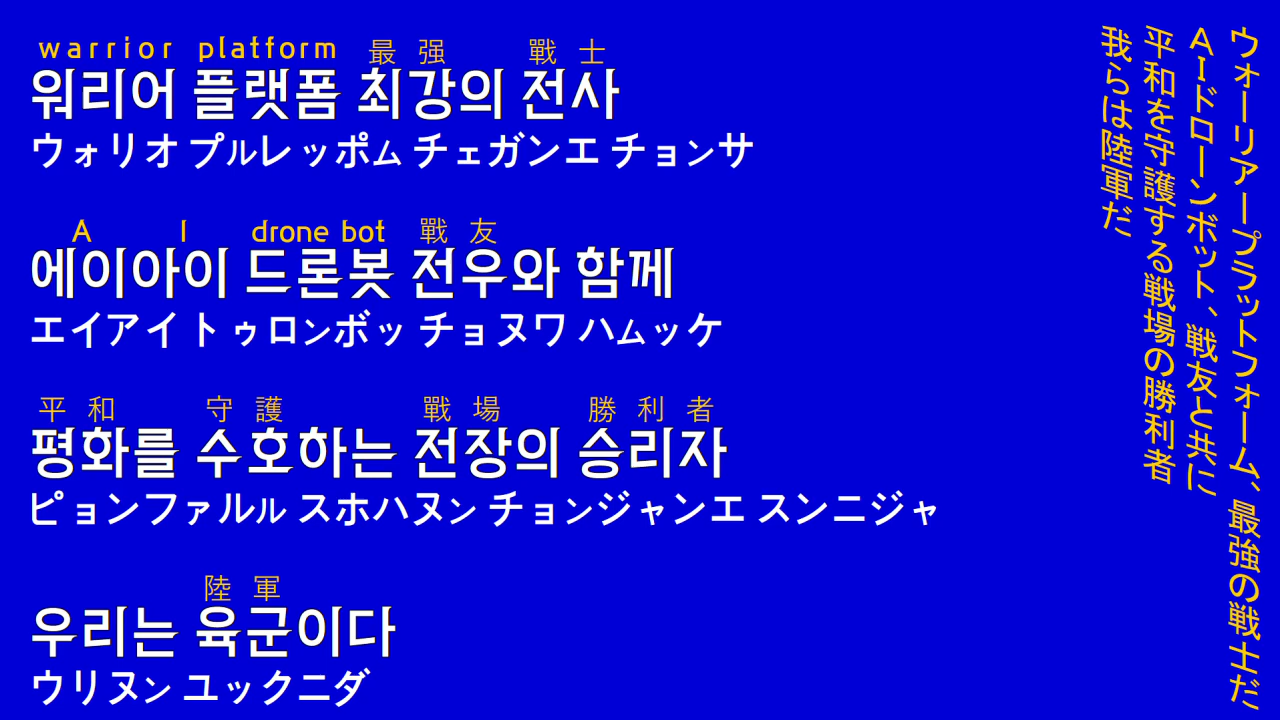 warrior platform 最强 戰士
워리어 플랫폼 최강의 전사
ウォリオ プルレッポム チェガンエ チョンサ
A I drone bot 戰友
에이아이 드론봇 전우와 함께
エイアイ トゥロンボッ チョヌワ ハムッケ
平和 守護 戰場 勝利者
평화를 수호하는 전장의 승리자
ピョンファルル スホハヌン チョンジャンエ スンニジャ
陸軍
우리는 육군이다
ウリヌン ユックニダ
ウォーリアープラットフォーム、最強の戦士だ
AIドローンボット、戦友と共に
平和を守護する戦場の勝利者
我らは陸軍だ